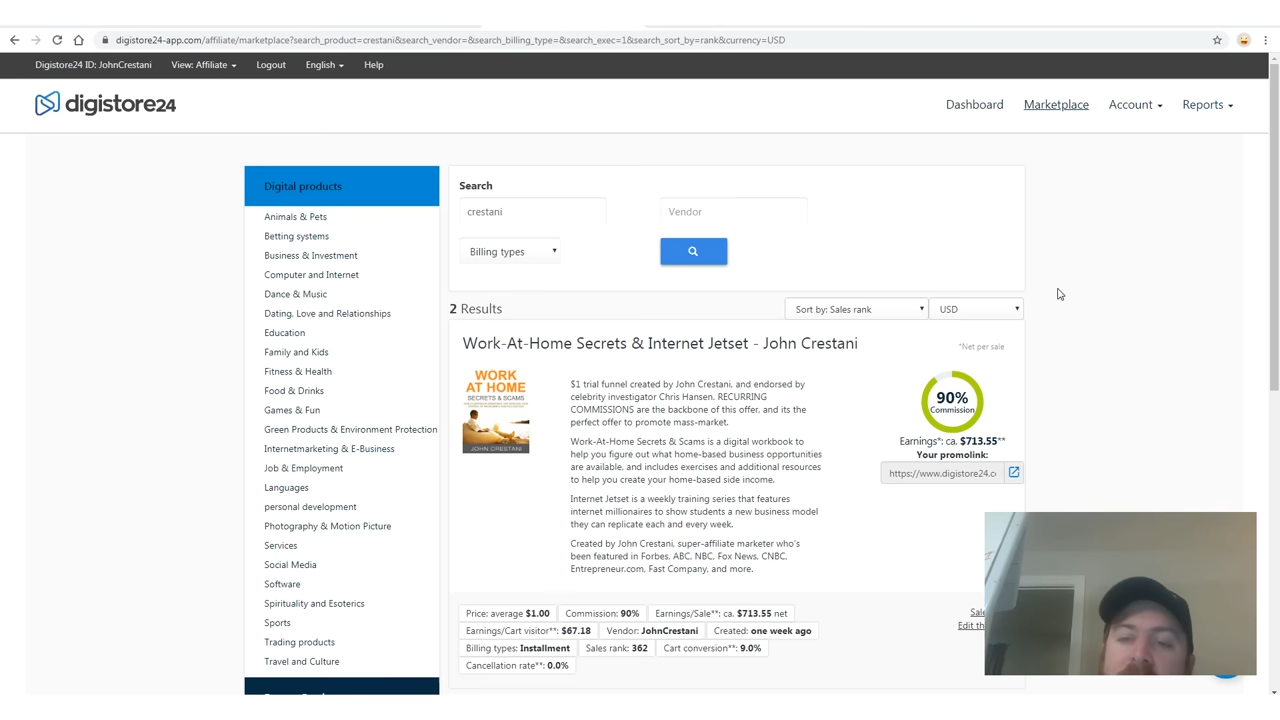 digistore24-app.com/affiliate/marketplace?search_product=crestani&search_vendor=&search_billing_type=&search_exec=1&search_sort_by=rank&currency=USD
Digistore24 ID: JohnCrestani View: Affiliate Logout English Help
digistore24 Dashboard Marketplace Account Reports
Digital products
Animals & Pets
Betting systems
Business & Investment
Computer and Internet
Dance & Music
Dating, Love and Relationships
Education
Family and Kids
Fitness & Health
Food & Drinks
Games & Fun
Green Products & Environment Protection
Internetmarketing & E-Business
Job & Employment
Languages
personal development
Photography & Motion Picture
Services
Social Media
Software
Spirituality and Esoterics
Sports
Trading products
Travel and Culture
Search
crestani Vendor
Billing types
2 Results Sort by: Sales rank USD
Work-At-Home Secrets & Internet Jetset - John Crestani
*Net per sale
WORK
AT HOME
SECRETS & SCAMS
JOHN CRESTANI
$1 trial funnel created by John Crestani, and endorsed by
celebrity investigator Chris Hansen. RECURRING
COMMISSIONS are the backbone of this offer, and its the
perfect offer to promote mass-market.
Work-At-Home Secrets & Scams is a digital workbook to
help you figure out what home-based business opportunities
are available, and includes exercises and additional resources
to help you create your home-based side income.
Internet Jetset is a weekly training series that features
internet millionaires to show students a new business model
they can replicate each and every week.
Created by John Crestani, super-affiliate marketer who's
been featured in Forbes, ABC, NBC, Fox News, CNBC,
Entrepreneur.com, Fast Company, and more.
90%
Commission
Earnings*: ca. $713.55**
Your promolink:
https://www.digistore24.c
Price: average $1.00 Commission: 90% Earnings/Sale**: ca. $713.55 net
Earnings/Cart visitor**: $67.18 Vendor: JohnCrestani Created: one week ago
Billing types: Installment Sales rank: 362 Cart conversion**: 9.0%
Cancellation rate**: 0.0%
Sale
Edit th